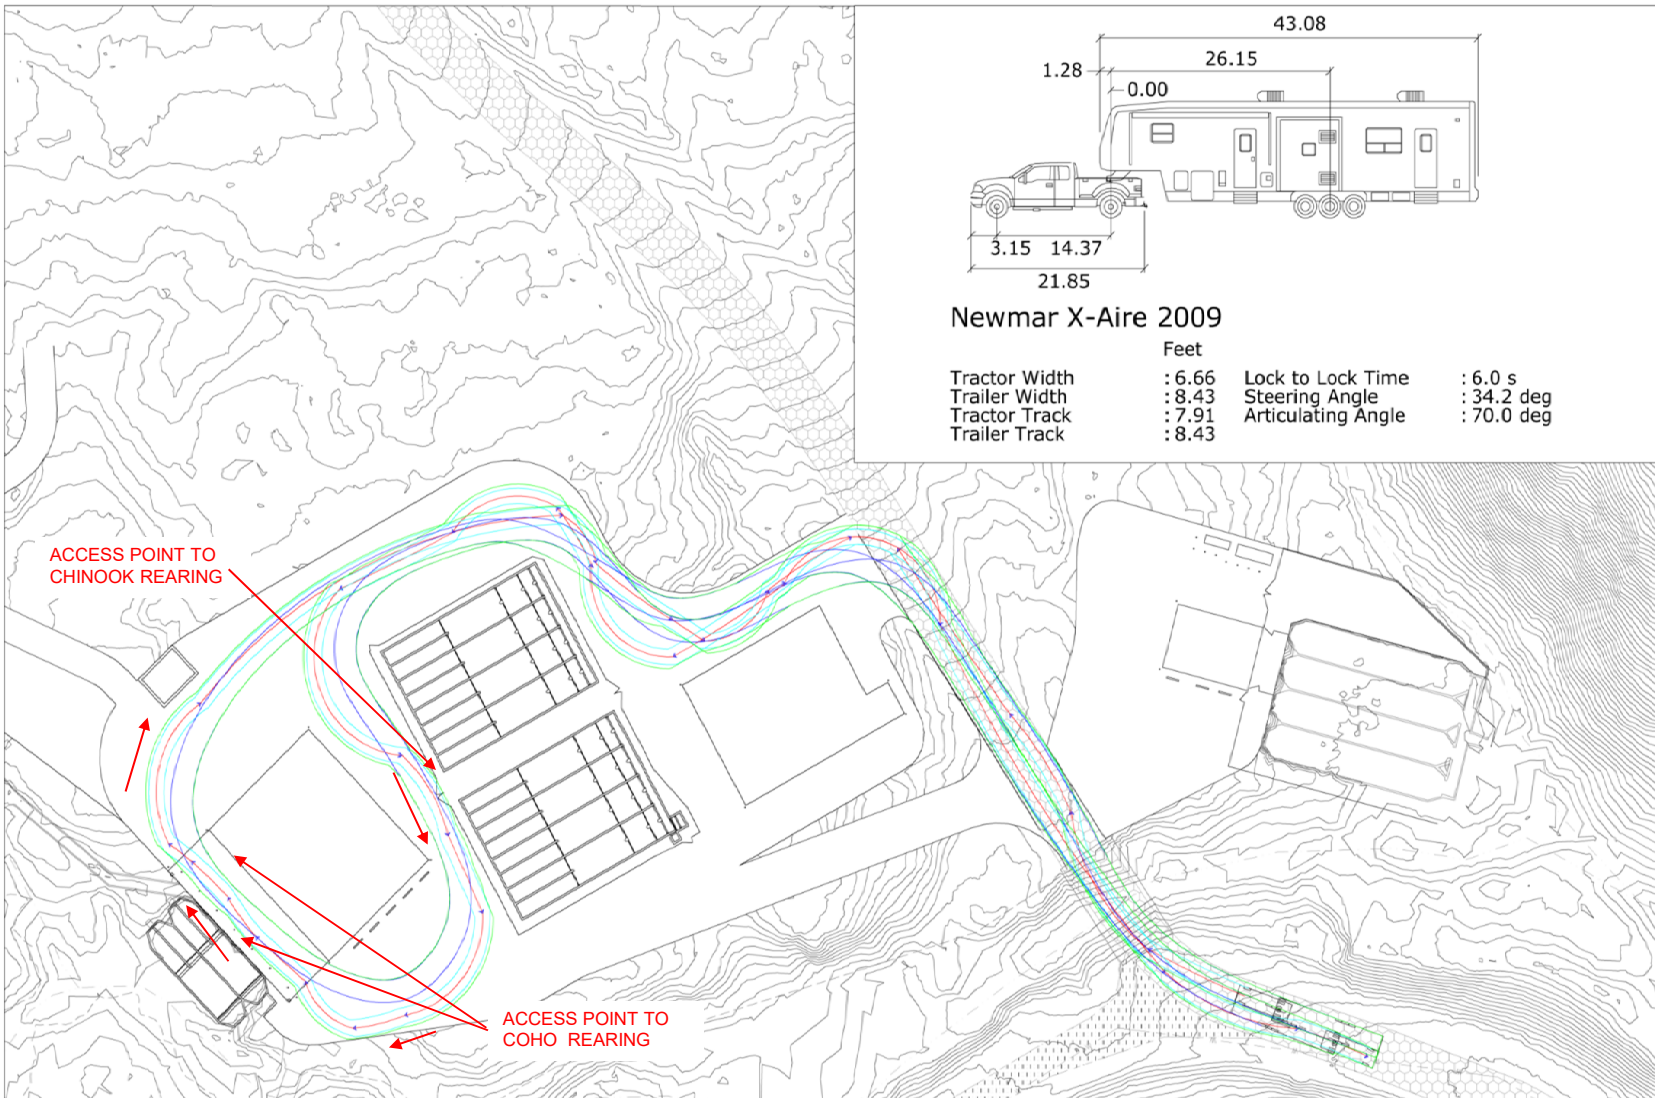 43.08
26.15
1.28
0.00
3.15 14.37
21.85
Newmar X-Aire 2009
Feet
Tractor Width : 6.66 Lock to Lock Time : 6.0 s
Trailer Width : 8.43 Steering Angle : 34.2 deg
Tractor Track : 7.91 Articulating Angle : 70.0 deg
Trailer Track : 8.43
ACCESS POINT TO
CHINOOK REARING
ACCESS POINT TO
COHO REARING